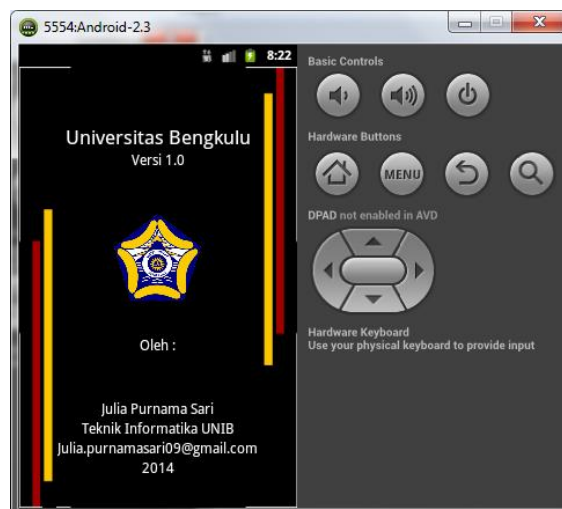 5554:Android-2.3
8:22
Universitas Bengkulu
Versi 1.0
Oleh :
Julia Purnama Sari
Teknik Informatika UNIB
Julia.purnamasari09@gmail.com
2014
Basic Controls
Hardware Buttons
MENU
DPAD not enabled in AVD
Hardware Keyboard
Use your physical keyboard to provide input